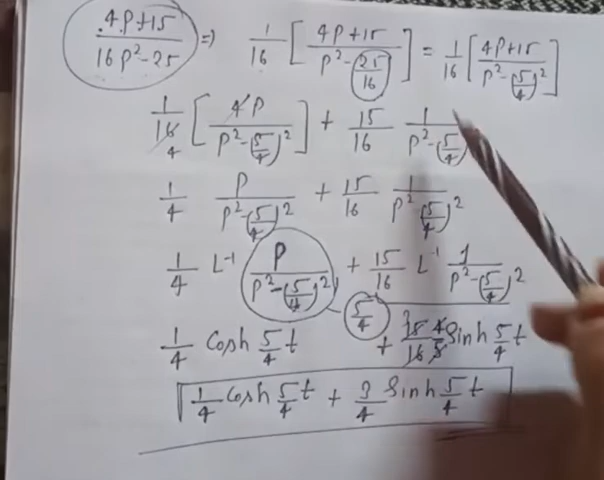 4P+15/16P²-25 ⇒ 1/16 [4P+15/P²-25/16] = 1/16 [4P+15/P²-(5/4)²]
1/16 4 [4P/P²-(5/4)²] + 15/16 1/P²-(5/4)
1/4 P/P²-(5/4)² + 15/16 1/P²-(5/4)²
1/4 L⁻¹ P/P²-(5/4)² + 15/16 L⁻¹ 1/P²-(5/4)²
5/4
1/4 Cosh 5/4 t + 15/16 4/5 Sinh 5/4 t
1/4 Cosh 5/4 t + 3/4 Sinh 5/4 t